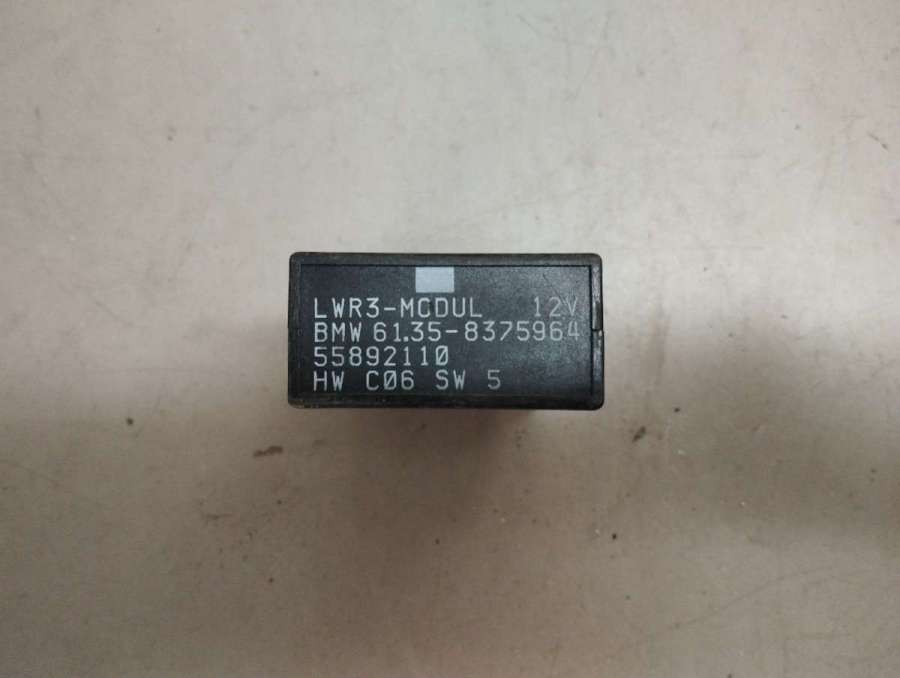 LWR3-MODUL 12V
BMW 61.35-8375964
55892110
HW C06 SW 5